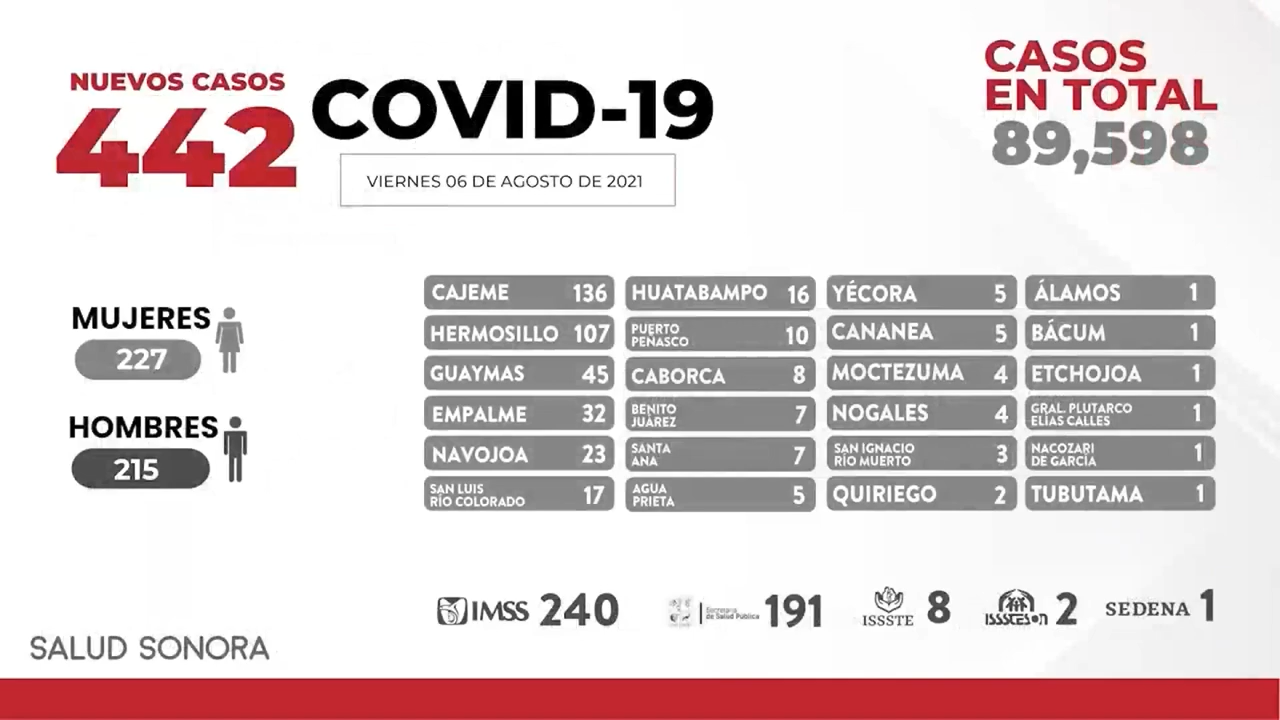 NUEVOS CASOS
442
COVID-19
VIERNES 06 DE AGOSTO DE 2021
CASOS
EN TOTAL
89,598
MUJERES
227
HOMBRES
215
CAJEME 136
HERMOSILLO 107
GUAYMAS 45
EMPALME 32
NAVOJOA 23
SAN LUIS
RÍO COLORADO 17
HUATABAMPO 16
PUERTO
PEÑASCO 10
CABORCA 8
BENITO
JUÁREZ 7
SANTA
ANA 7
AGUA
PRIETA 5
YÉCORA 5
CANANEA 5
MOCTEZUMA 4
NOGALES 4
SAN IGNACIO
RÍO MUERTO 3
QUIRIEGO 2
ÁLAMOS 1
BÁCUM 1
ETCHOJOA 1
GRAL. PLUTARCO
ELÍAS CALLES 1
NACOZARI
DE GARCÍA 1
TUBUTAMA 1
IMSS 240
Secretaría
de Salud Pública 191
ISSSTE 8
ISSSTESON 2
SEDENA 1
SALUD SONORA